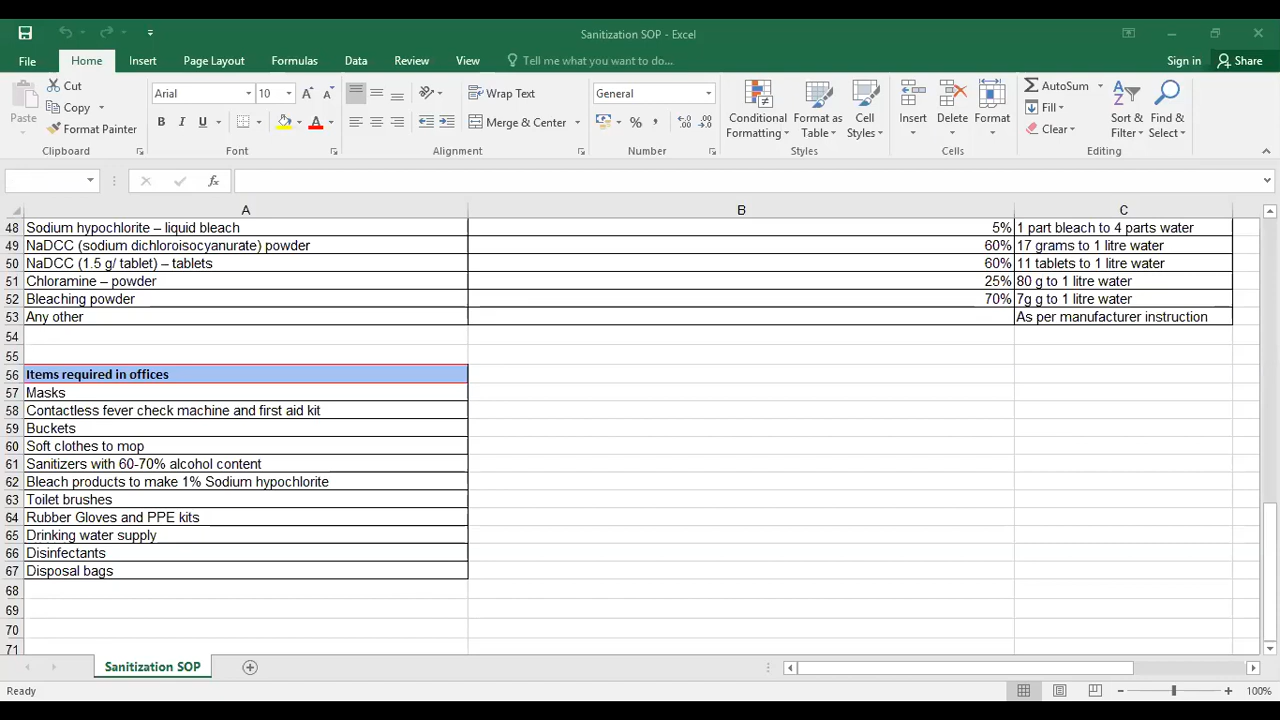 Sanitization SOP - Excel
File Home Insert Page Layout Formulas Data Review View Tell me what you want to do... Sign in Share
Paste Cut Copy Format Painter
Arial 10 A A B I U A
Wrap Text Merge & Center
General % , .0 .00
Conditional Formatting Format as Table Cell Styles
Insert Delete Format
AutoSum Fill Clear Sort & Filter Find & Select
Clipboard Font Alignment Number Styles Cells Editing
fx
A B C
48 Sodium hypochlorite – liquid bleach 5% 1 part bleach to 4 parts water
49 NaDCC (sodium dichloroisocyanurate) powder 60% 17 grams to 1 litre water
50 NaDCC (1.5 g/ tablet) – tablets 60% 11 tablets to 1 litre water
51 Chloramine – powder 25% 80 g to 1 litre water
52 Bleaching powder 70% 7g g to 1 litre water
53 Any other As per manufacturer instruction
54
55
56 Items required in offices
57 Masks
58 Contactless fever check machine and first aid kit
59 Buckets
60 Soft clothes to mop
61 Sanitizers with 60-70% alcohol content
62 Bleach products to make 1% Sodium hypochlorite
63 Toilet brushes
64 Rubber Gloves and PPE kits
65 Drinking water supply
66 Disinfectants
67 Disposal bags
68
69
70
71
Sanitization SOP
Ready 100%